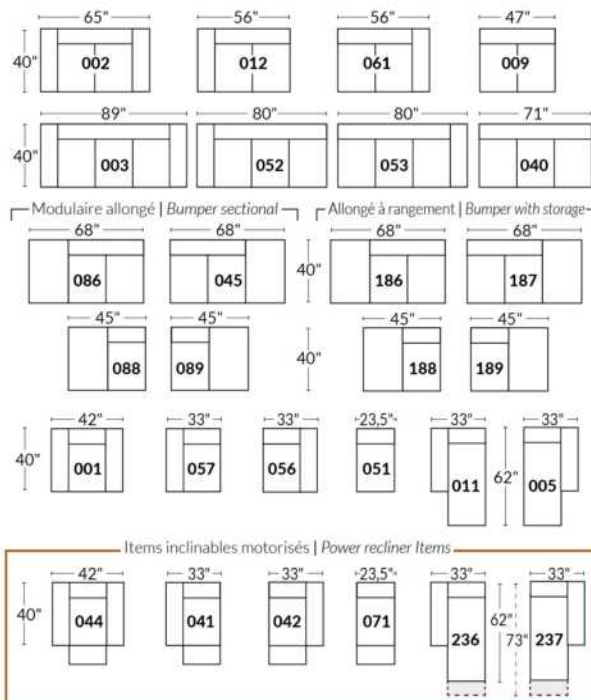 65" 56" 56" 47"
40" 002 012 061 009
89" 80" 80" 71"
40" 003 052 053 040
Modulaire allongé | Bumper sectional Allongé à rangement | Bumper with storage
68" 68" 68" 68"
086 045 40" 186 187
45" 45" 45" 45"
088 089 40" 188 189
42" 33" 33" 23,5" 33" 33"
40" 001 057 056 051 011 62" 005
Items inclinables motorisés | Power recliner Items
42" 33" 33" 23,5" 33" 33"
40" 044 041 042 071 236 62" 73" 237